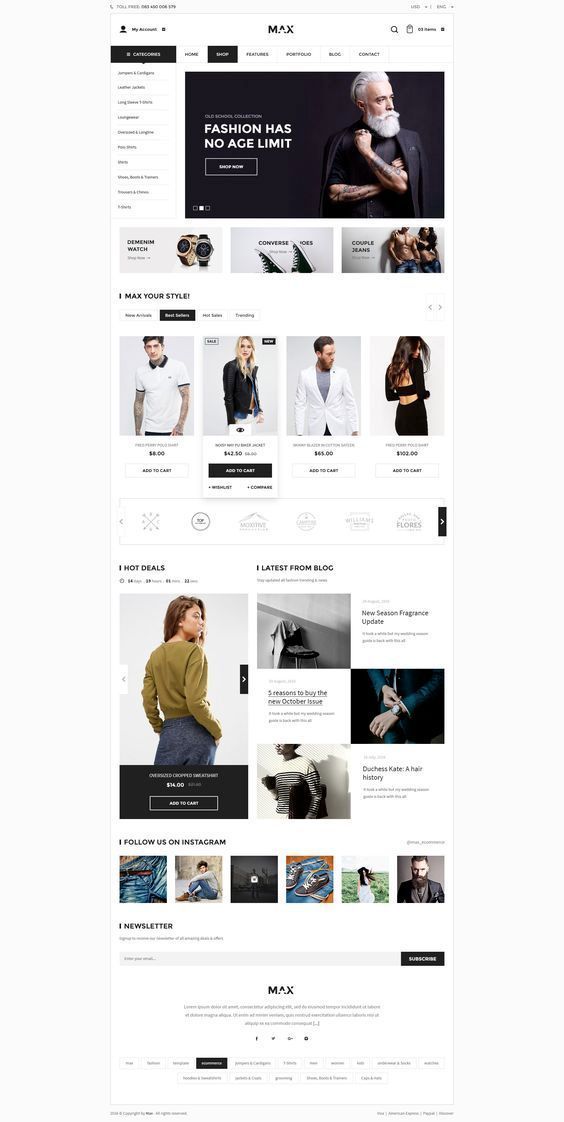 TOLL FREE: 063 450 006 579
USD
ENG
My Account
MAX
03 items
CATEGORIES
HOME
SHOP
FEATURES
PORTFOLIO
BLOG
CONTACT
Jumpers & Cardigans
Leather Jackets
Long Sleeve T-Shirts
Loungewear
Oversized & Longline
Polo Shirts
Shirts
Shoes, Boots & Trainers
Trousers & Chinos
T-Shirts
OLD SCHOOL COLLECTION
FASHION HAS
NO AGE LIMIT
SHOP NOW
DEMENIM
WATCH
Shop Now
CONVERSE
Shop Now
COUPLE
JEANS
Shop Now
MAX YOUR STYLE!
New Arrivals
Best Sellers
Hot Sales
Trending
SALE
NEW
FRED PERRY POLO SHIRT
$8.00
ADD TO CART
NOISY MAY PU BIKER JACKET
$42.50
ADD TO CART
+ WISHLIST
+ COMPARE
SKINNY BLAZER IN COTTON SATEEN
$65.00
ADD TO CART
FRED PERRY POLO SHIRT
$102.00
ADD TO CART
TOP
CAMPFIRE
WILLIAMS
FLORES
HOT DEALS
14 days : 19 hours : 01 mins : 22 secs
OVERSIZED CROPPED SWEATSHIRT
$14.00
ADD TO CART
LATEST FROM BLOG
Stay updated all fashion trending & news
New Season Fragrance
Update
It took a while but my wedding season
guide is back with this all
5 reasons to buy the
new October Issue
It took a while but my wedding season
guide is back with this all
Duchess Kate: A hair
history
It took a while but my wedding season
guide is back with this all
FOLLOW US ON INSTAGRAM
@max_ecommerce
NEWSLETTER
Signup to receive our newsletter of all amazing deals & offers
Enter your email...
SUBSCRIBE
MAX
Lorem ipsum dolor sit amet, consectetur adipiscing elit, sed do eiusmod tempor incididunt ut labore
et dolore magna aliqua. Ut enim ad minim veniam, quis nostrud exercitation ullamco laboris nisi ut
aliquip ex ea commodo consequat [...]
max
fashion
template
ecommerce
Jumpers & Cardigans
T-Shirts
men
women
kids
underwear & Socks
watches
hoodies & Sweatshirts
Jackets & Coats
grooming
Shoes, Boots & Trainers
Caps & Hats
2016 © Copyright by Max . All rights reserved.
Visa | American Express | Paypal | Discover